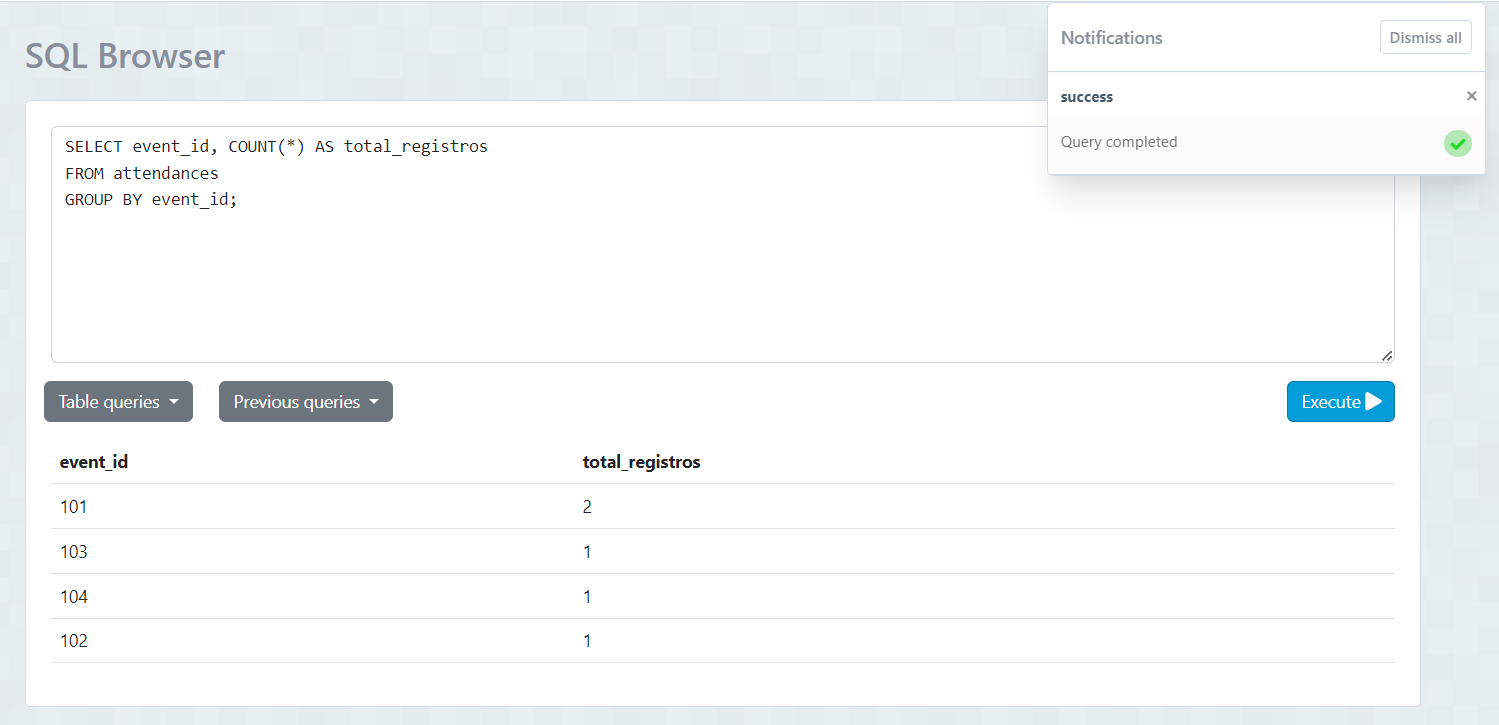 SQL Browser
Notifications
Dismiss all
success
×
Query completed
SELECT event_id, COUNT(*) AS total_registros
FROM attendances
GROUP BY event_id;
Table queries
Previous queries
Execute
event_id total_registros
101 2
103 1
104 1
102 1